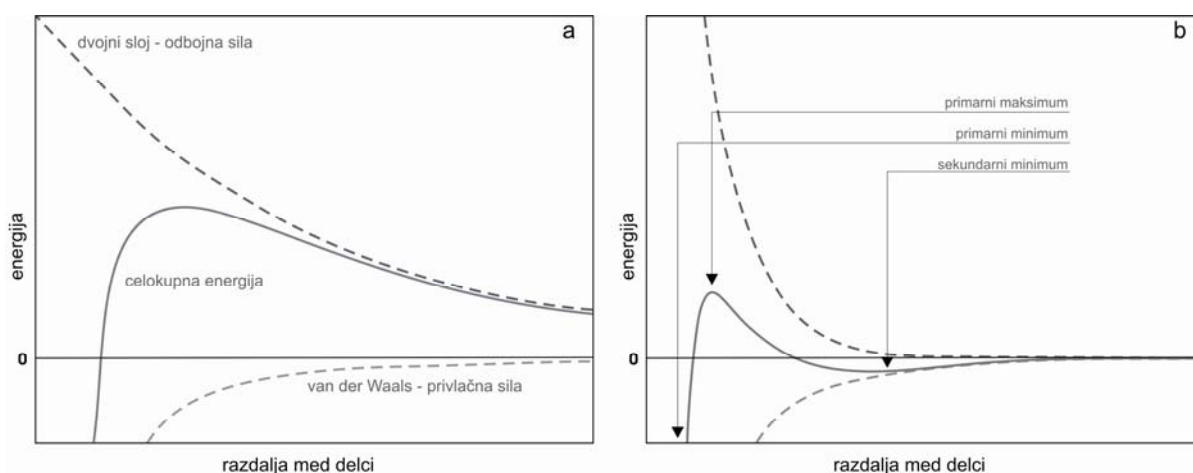 a
dvojni sloj - odbojna sila
celokupna energija
van der Waals - privlačna sila
energija
0
razdalja med delci
b
primarni maksimum
primarni minimum
sekundarni minimum
energija
0
razdalja med delci